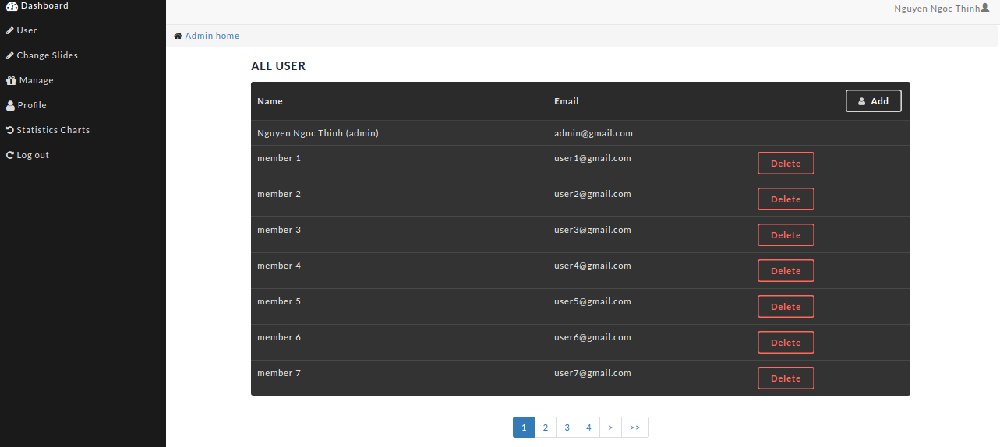 Dashboard
User
Change Slides
Manage
Profile
Statistics Charts
Log out
Nguyen Ngoc Thinh
Admin home
ALL USER
Name Email Add
Nguyen Ngoc Thinh (admin) admin@gmail.com
member 1 user1@gmail.com Delete
member 2 user2@gmail.com Delete
member 3 user3@gmail.com Delete
member 4 user4@gmail.com Delete
member 5 user5@gmail.com Delete
member 6 user6@gmail.com Delete
member 7 user7@gmail.com Delete
1 2 3 4 > >>